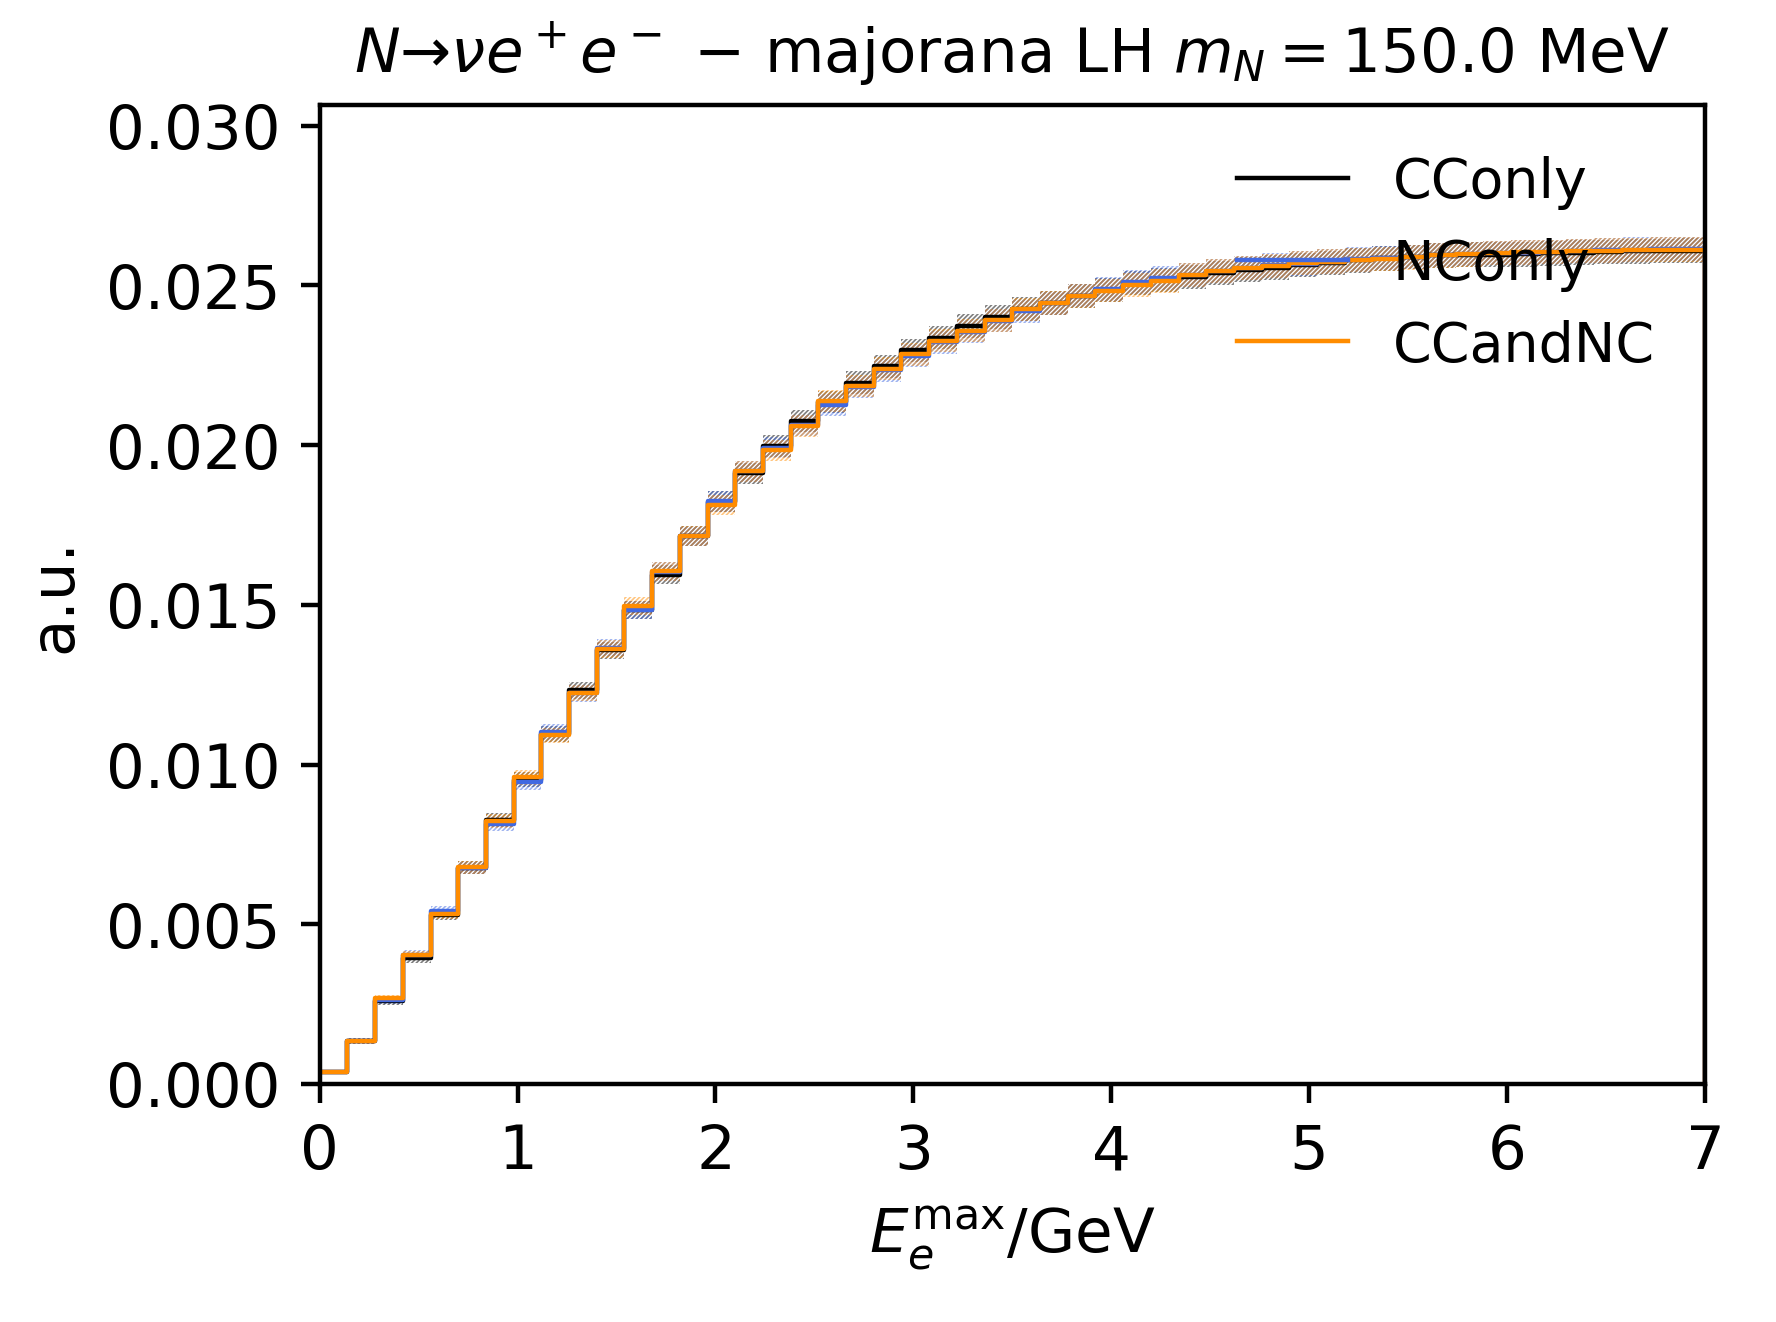 N→νe⁺e⁻ − majorana LH m_N = 150.0 MeV
0.030
0.025
0.020
0.015
0.010
0.005
0.000
a.u.
CConly
NConly
CCandNC
0 1 2 3 4 5 6 7
E_e^max/GeV